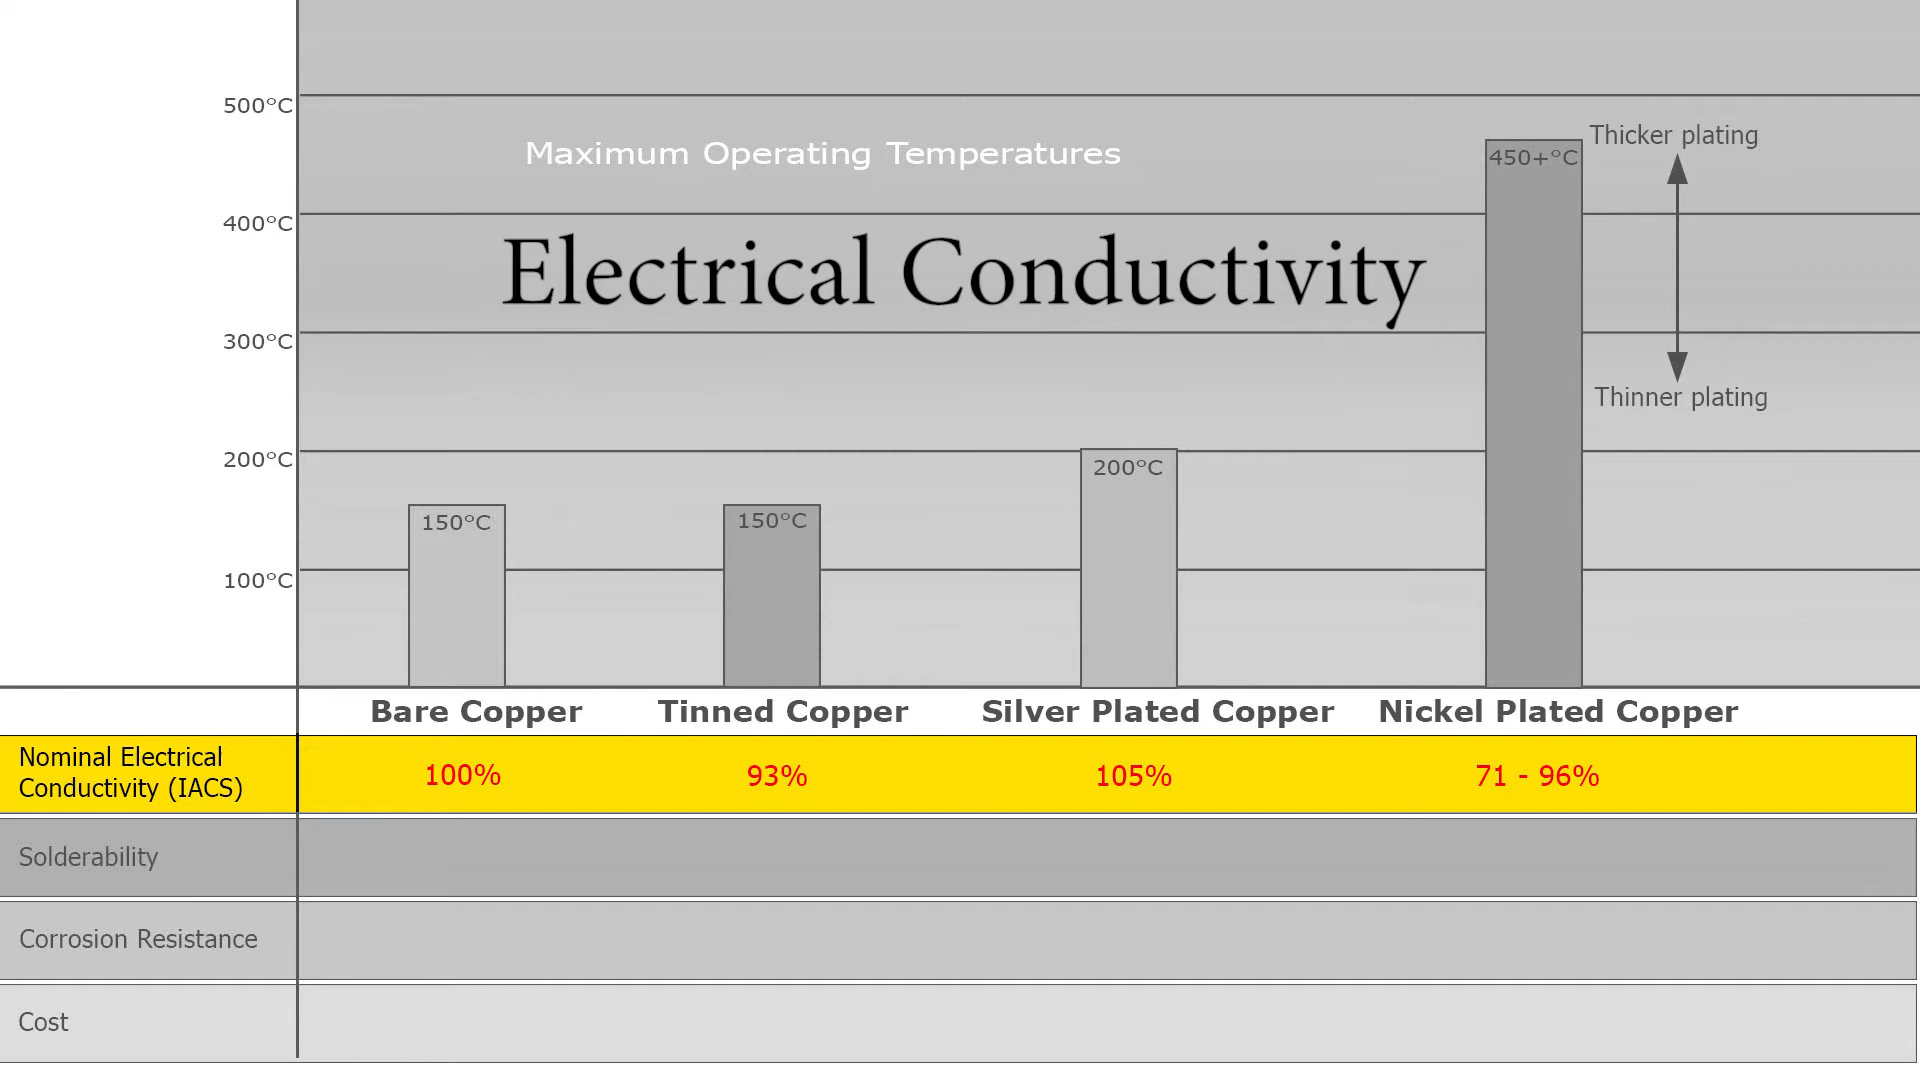 500°C
Maximum Operating Temperatures
Thicker plating
450+°C
400°C
Electrical Conductivity
300°C
Thinner plating
200°C
200°C
150°C
150°C
100°C
Bare Copper
Tinned Copper
Silver Plated Copper
Nickel Plated Copper
Nominal Electrical
Conductivity (IACS)
100%
93%
105%
71 - 96%
Solderability
Corrosion Resistance
Cost